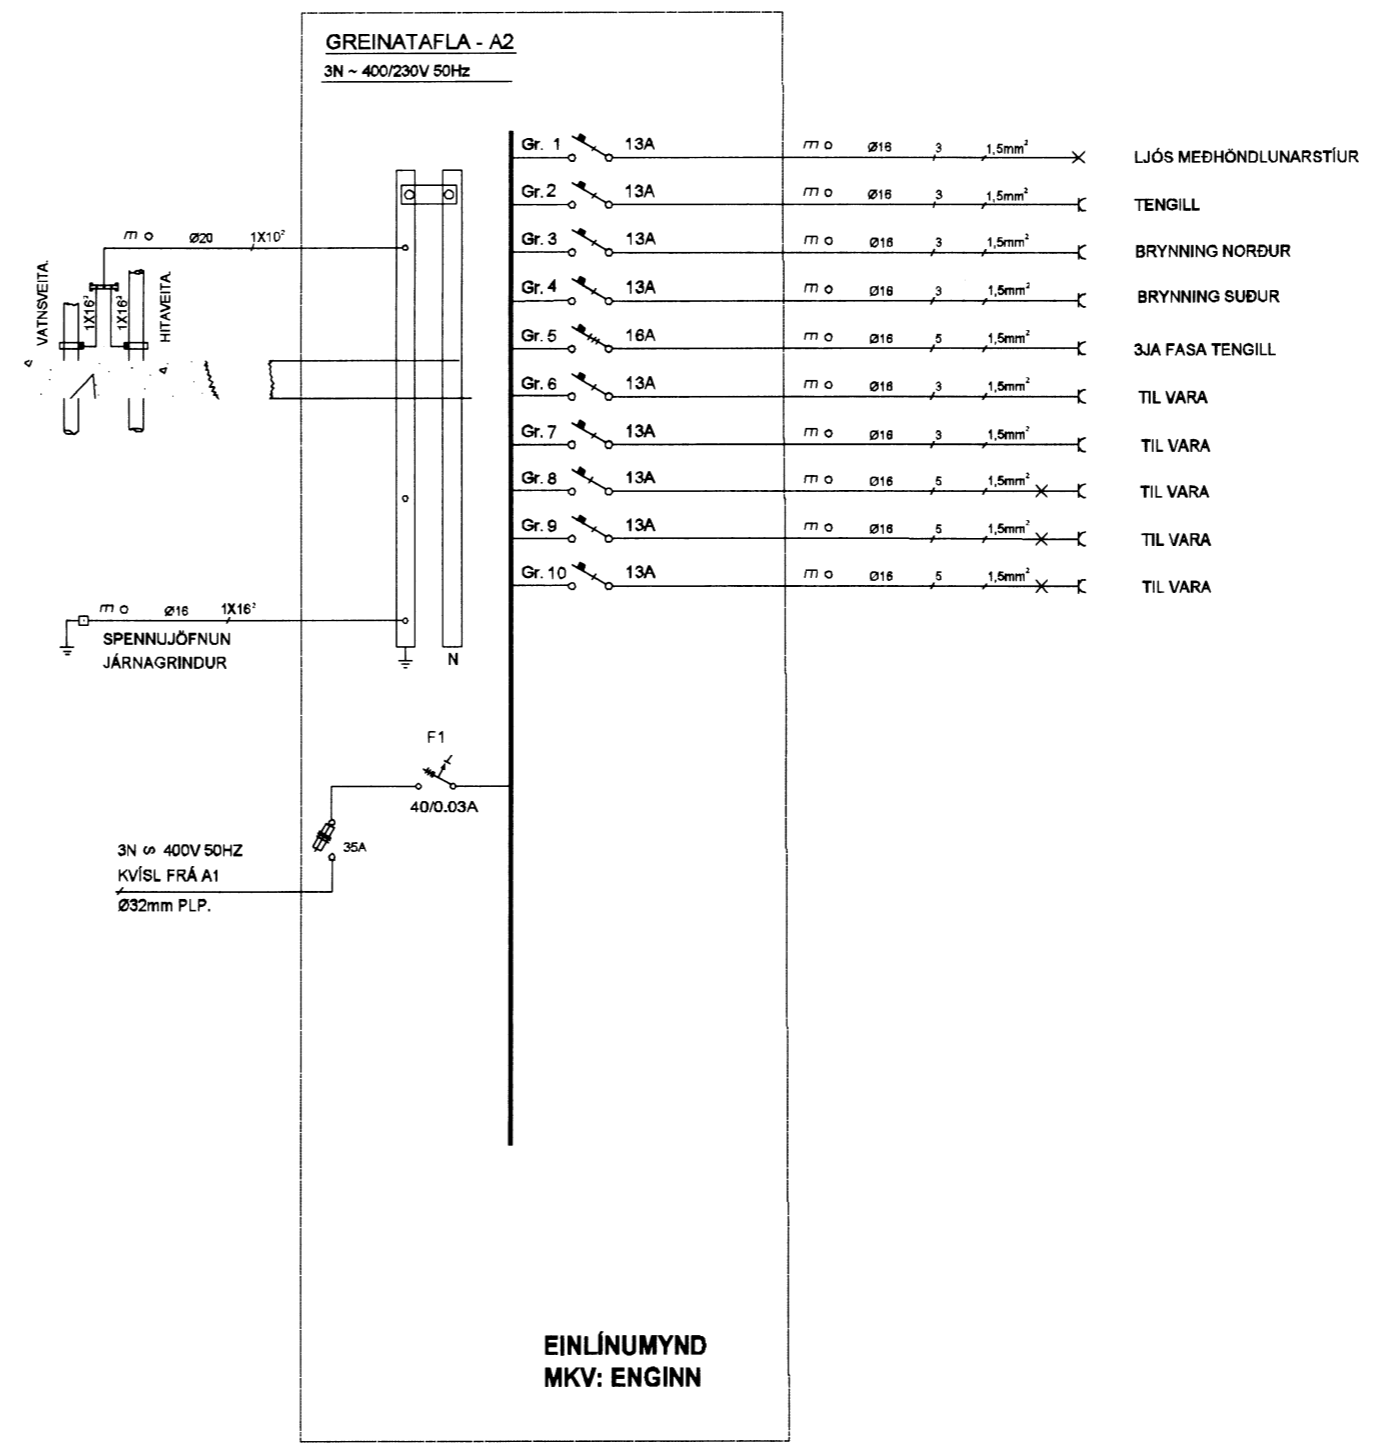 GREINATAFLA - A2
3N ~ 400/230V 50Hz
Gr. 1 13A m o Ø16 3 1,5mm² LJÓS MEÐHÖNDLUNARSTÍUR
Gr. 2 13A m o Ø16 3 1,5mm² TENGILL
Gr. 3 13A m o Ø16 3 1,5mm² BRYNNING NORÐUR
Gr. 4 13A m o Ø16 3 1,5mm² BRYNNING SUÐUR
Gr. 5 16A m o Ø16 5 1,5mm² 3JA FASA TENGILL
Gr. 6 13A m o Ø16 3 1,5mm² TIL VARA
Gr. 7 13A m o Ø16 3 1,5mm² TIL VARA
Gr. 8 13A m o Ø16 5 1,5mm² TIL VARA
Gr. 9 13A m o Ø16 5 1,5mm² TIL VARA
Gr. 10 13A m o Ø16 5 1,5mm² TIL VARA
m o Ø20 1X10²
VATNSVEITA.
1X16²
1X16²
HITAVEITA.
m o Ø16 1X16²
SPENNUJÖFNUN
JÁRNAGRINDUR
N
F1
40/0.03A
35A
3N ∽ 400V 50HZ
KVÍSL FRÁ A1
Ø32mm PLP.
EINLÍNUMYND
MKV: ENGINN